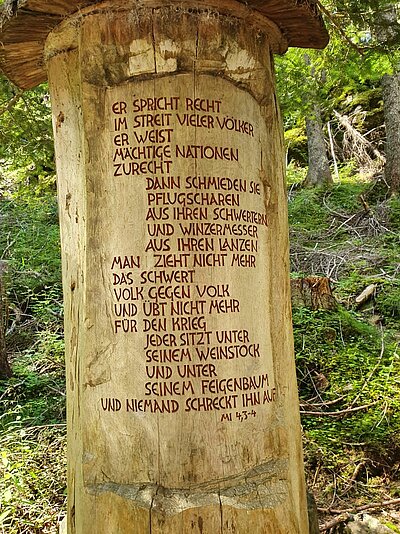 ER SPRICHT RECHT
IM STREIT VIELER VÖLKER
ER WEIST
MÄCHTIGE NATIONEN
ZURECHT
DANN SCHMIEDEN SIE
PFLUGSCHAREN
AUS IHREN SCHWERTERN
UND WINZERMESSER
AUS IHREN LANZEN
MAN ZIEHT NICHT MEHR
DAS SCHWERT
VOLK GEGEN VOLK
UND ÜBT NICHT MEHR
FÜR DEN KRIEG
JEDER SITZT UNTER
SEINEM WEINSTOCK
UND UNTER
SEINEM FEIGENBAUM
UND NIEMAND SCHRECKT IHN AUF
MI 4,3-4